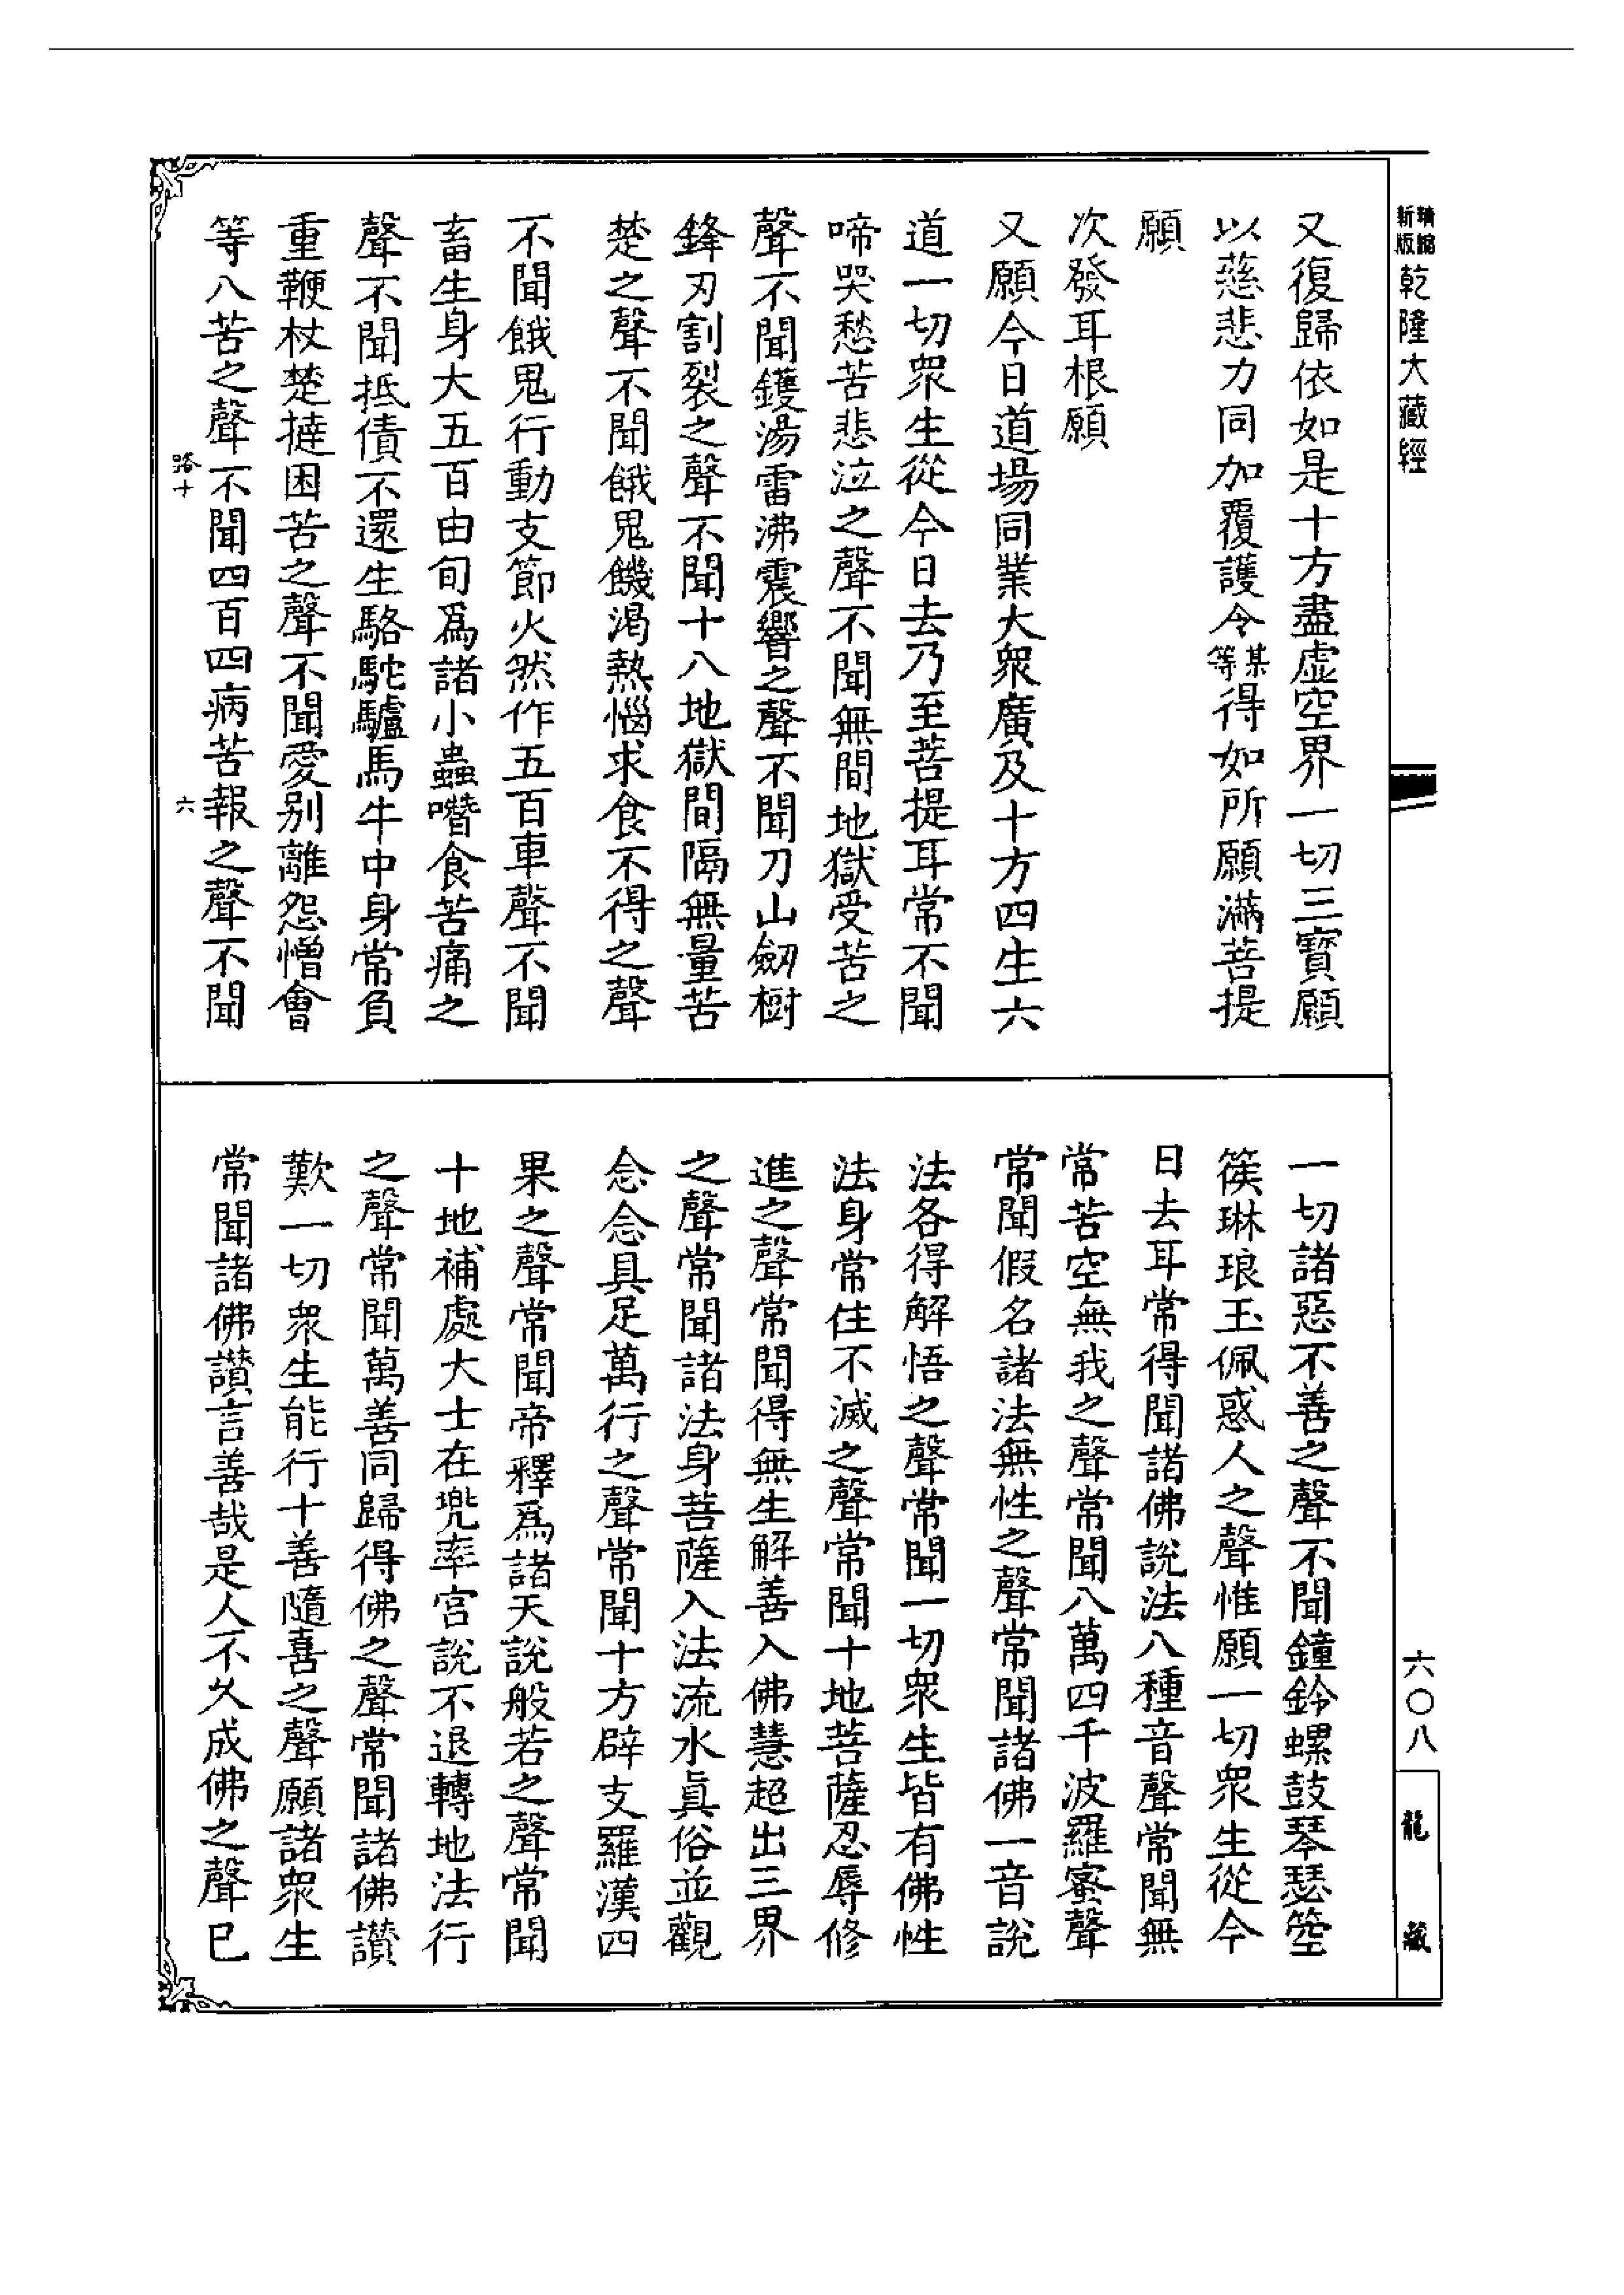 精縮
新版
乾隆大藏經
六〇八
龍藏
又復歸依如是十方盡虛空界一切三寶願
以慈悲力同加覆護令某等得如所願滿菩提
願
次發耳根願
又願今日道場同業大眾廣及十方四生六
道一切眾生從今日去乃至菩提耳常不聞
啼哭愁苦悲泣之聲不聞無間地獄受苦之
聲不聞鑊湯雷沸震響之聲不聞刀山劒樹
鋒刃割裂之聲不聞十八地獄間隔無量苦
楚之聲不聞餓鬼饑渴熱惱求食不得之聲
不聞餓鬼行動支節火然作五百車聲不聞
畜生身大五百由旬爲諸小蟲噆食苦痛之
聲不聞抵債不還生駱駝驢馬牛中身常負
重鞭杖楚撻困苦之聲不聞愛別離怨憎會
等八苦之聲不聞四百四病苦報之聲不聞
路十
六
一切諸惡不善之聲不聞鐘鈴螺鼓琴瑟箜
篌琳琅玉佩惑人之聲惟願一切眾生從今
日去耳常得聞諸佛說法八種音聲常聞無
常苦空無我之聲常聞八萬四千波羅蜜聲
常聞假名諸法無性之聲常聞諸佛一音說
法各得解悟之聲常聞一切眾生皆有佛性
法身常住不滅之聲常聞十地菩薩忍辱修
進之聲常聞得無生解善入佛慧超出三界
之聲常聞諸法身菩薩入法流水眞俗並觀
念念具足萬行之聲常聞十方辟支羅漢四
果之聲常聞帝釋爲諸天說般若之聲常聞
十地補處大士在兜率宮說不退轉地法行
之聲常聞萬善同歸得佛之聲常聞諸佛讚
歎一切眾生能行十善隨喜之聲願諸眾生
常聞諸佛讚言善哉是人不久成佛之聲巳